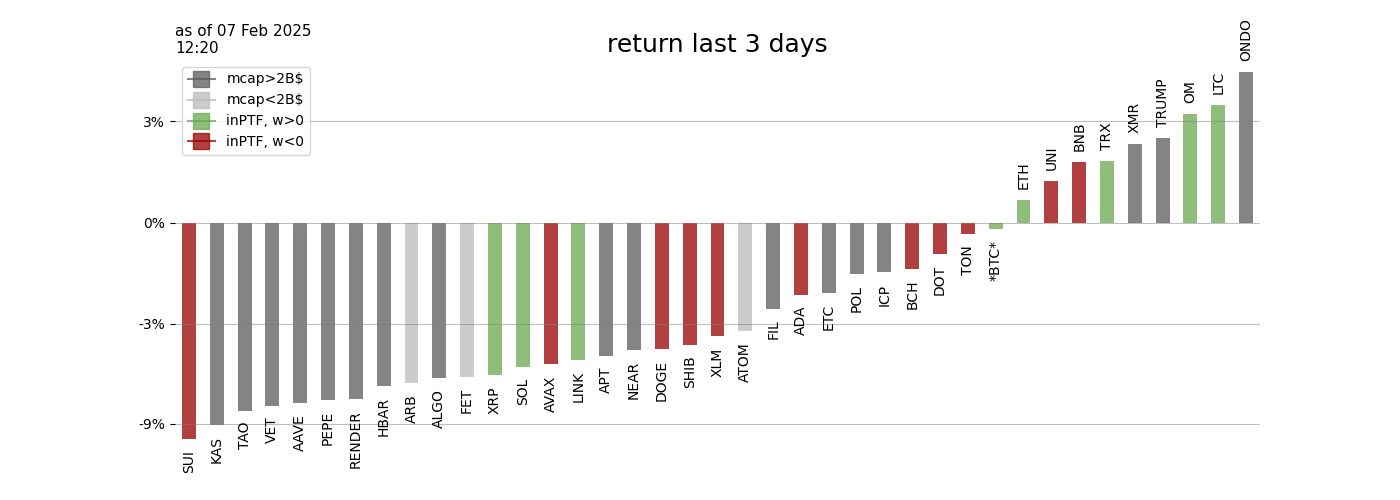 as of 07 Feb 2025
12:20
return last 3 days
mcap>2B$
mcap<2B$
inPTF, w>0
inPTF, w<0
3%
0%
-3%
-9%
SUI
KAS
TAO
VET
AAVE
PEPE
RENDER
HBAR
ARB
ALGO
FET
XRP
SOL
AVAX
LINK
APT
NEAR
DOGE
SHIB
XLM
ATOM
FIL
ADA
ETC
POL
ICP
BCH
DOT
TON
*BTC*
ETH
UNI
BNB
TRX
XMR
TRUMP
OM
LTC
ONDO